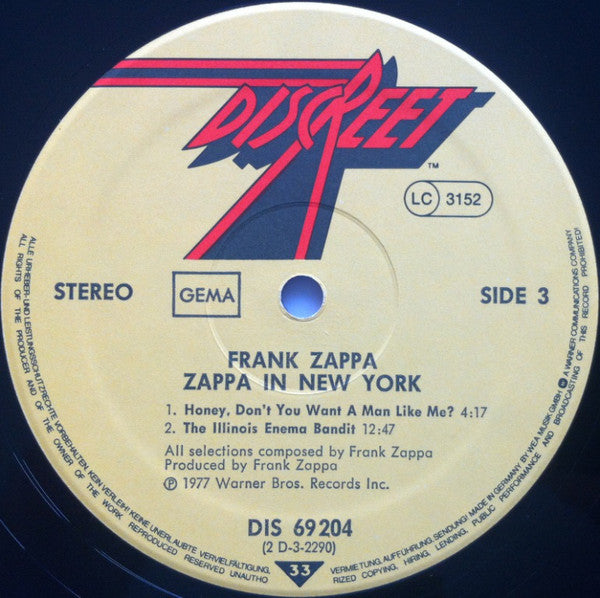 DISCREET
™
LC 3152
STEREO
GEMA
SIDE 3
FRANK ZAPPA
ZAPPA IN NEW YORK
1. Honey, Don't You Want A Man Like Me? 4:17
2. The Illinois Enema Bandit 12:47
All selections composed by Frank Zappa
Produced by Frank Zappa
Ⓟ 1977 Warner Bros. Records Inc.
DIS 69 204
(2 D-3-2290)
33
ALLE URHEBER- UND LEISTUNGSSCHUTZRECHTE VORBEHALTEN. KEIN VERLEIH! KEINE UNERLAUBTE VERVIELFÄLTIGUNG,
VERMIETUNG, AUFFÜHRUNG, SENDUNG! MADE IN GERMANY BY WEA MUSIK GMBH A WARNER COMMUNICATIONS COMPANY
ALL RIGHTS OF THE PRODUCER AND OF THE OWNER OF THE WORK REPRODUCED RESERVED UNAUTHO
RIZED COPYING, HIRING, LENDING, PUBLIC PERFORMANCE AND BROADCASTING OF THIS RECORD PROHIBITED!